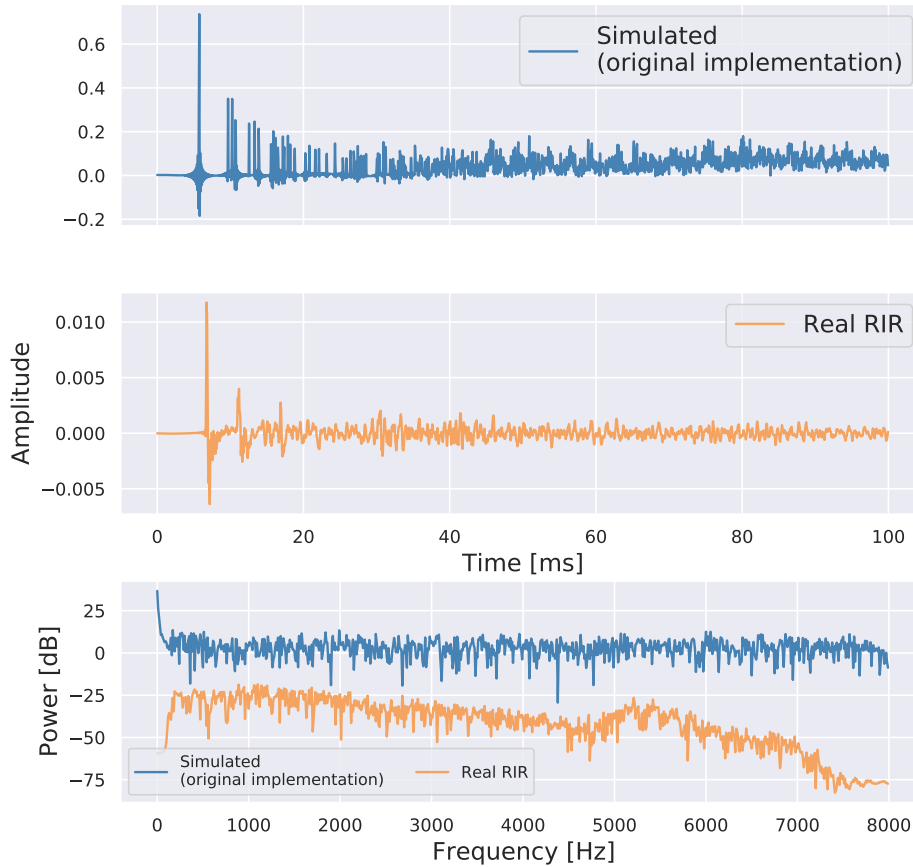 0.6
0.4
0.2
0.0
−0.2
Simulated
(original implementation)
0.010
0.005
0.000
−0.005
Amplitude
Real RIR
0 20 40 60 80 100
Time [ms]
25
0
−25
−50
−75
Power [dB]
Simulated
(original implementation)
Real RIR
0 1000 2000 3000 4000 5000 6000 7000 8000
Frequency [Hz]